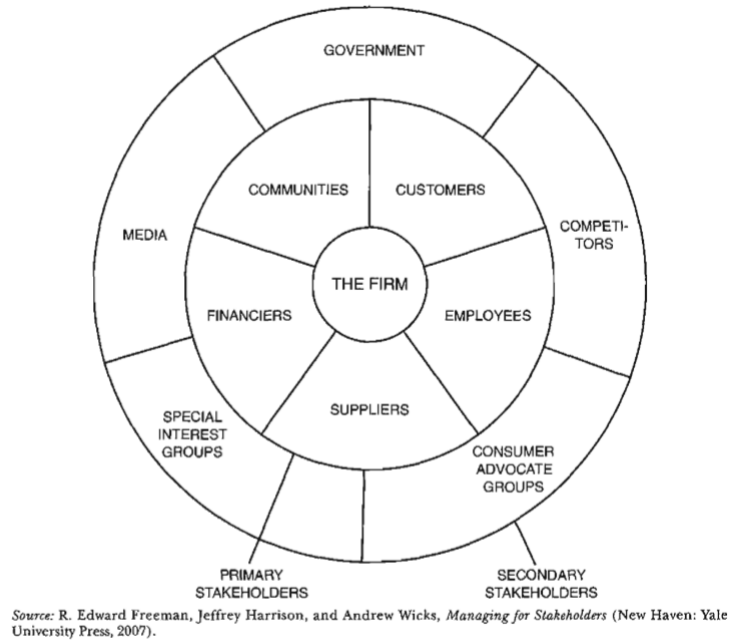 GOVERNMENT
COMMUNITIES
CUSTOMERS
MEDIA
COMPETI-
TORS
THE FIRM
FINANCIERS
EMPLOYEES
SUPPLIERS
SPECIAL
INTEREST
GROUPS
CONSUMER
ADVOCATE
GROUPS
PRIMARY
STAKEHOLDERS
SECONDARY
STAKEHOLDERS
Source: R. Edward Freeman, Jeffrey Harrison, and Andrew Wicks, Managing for Stakeholders (New Haven: Yale
University Press, 2007).